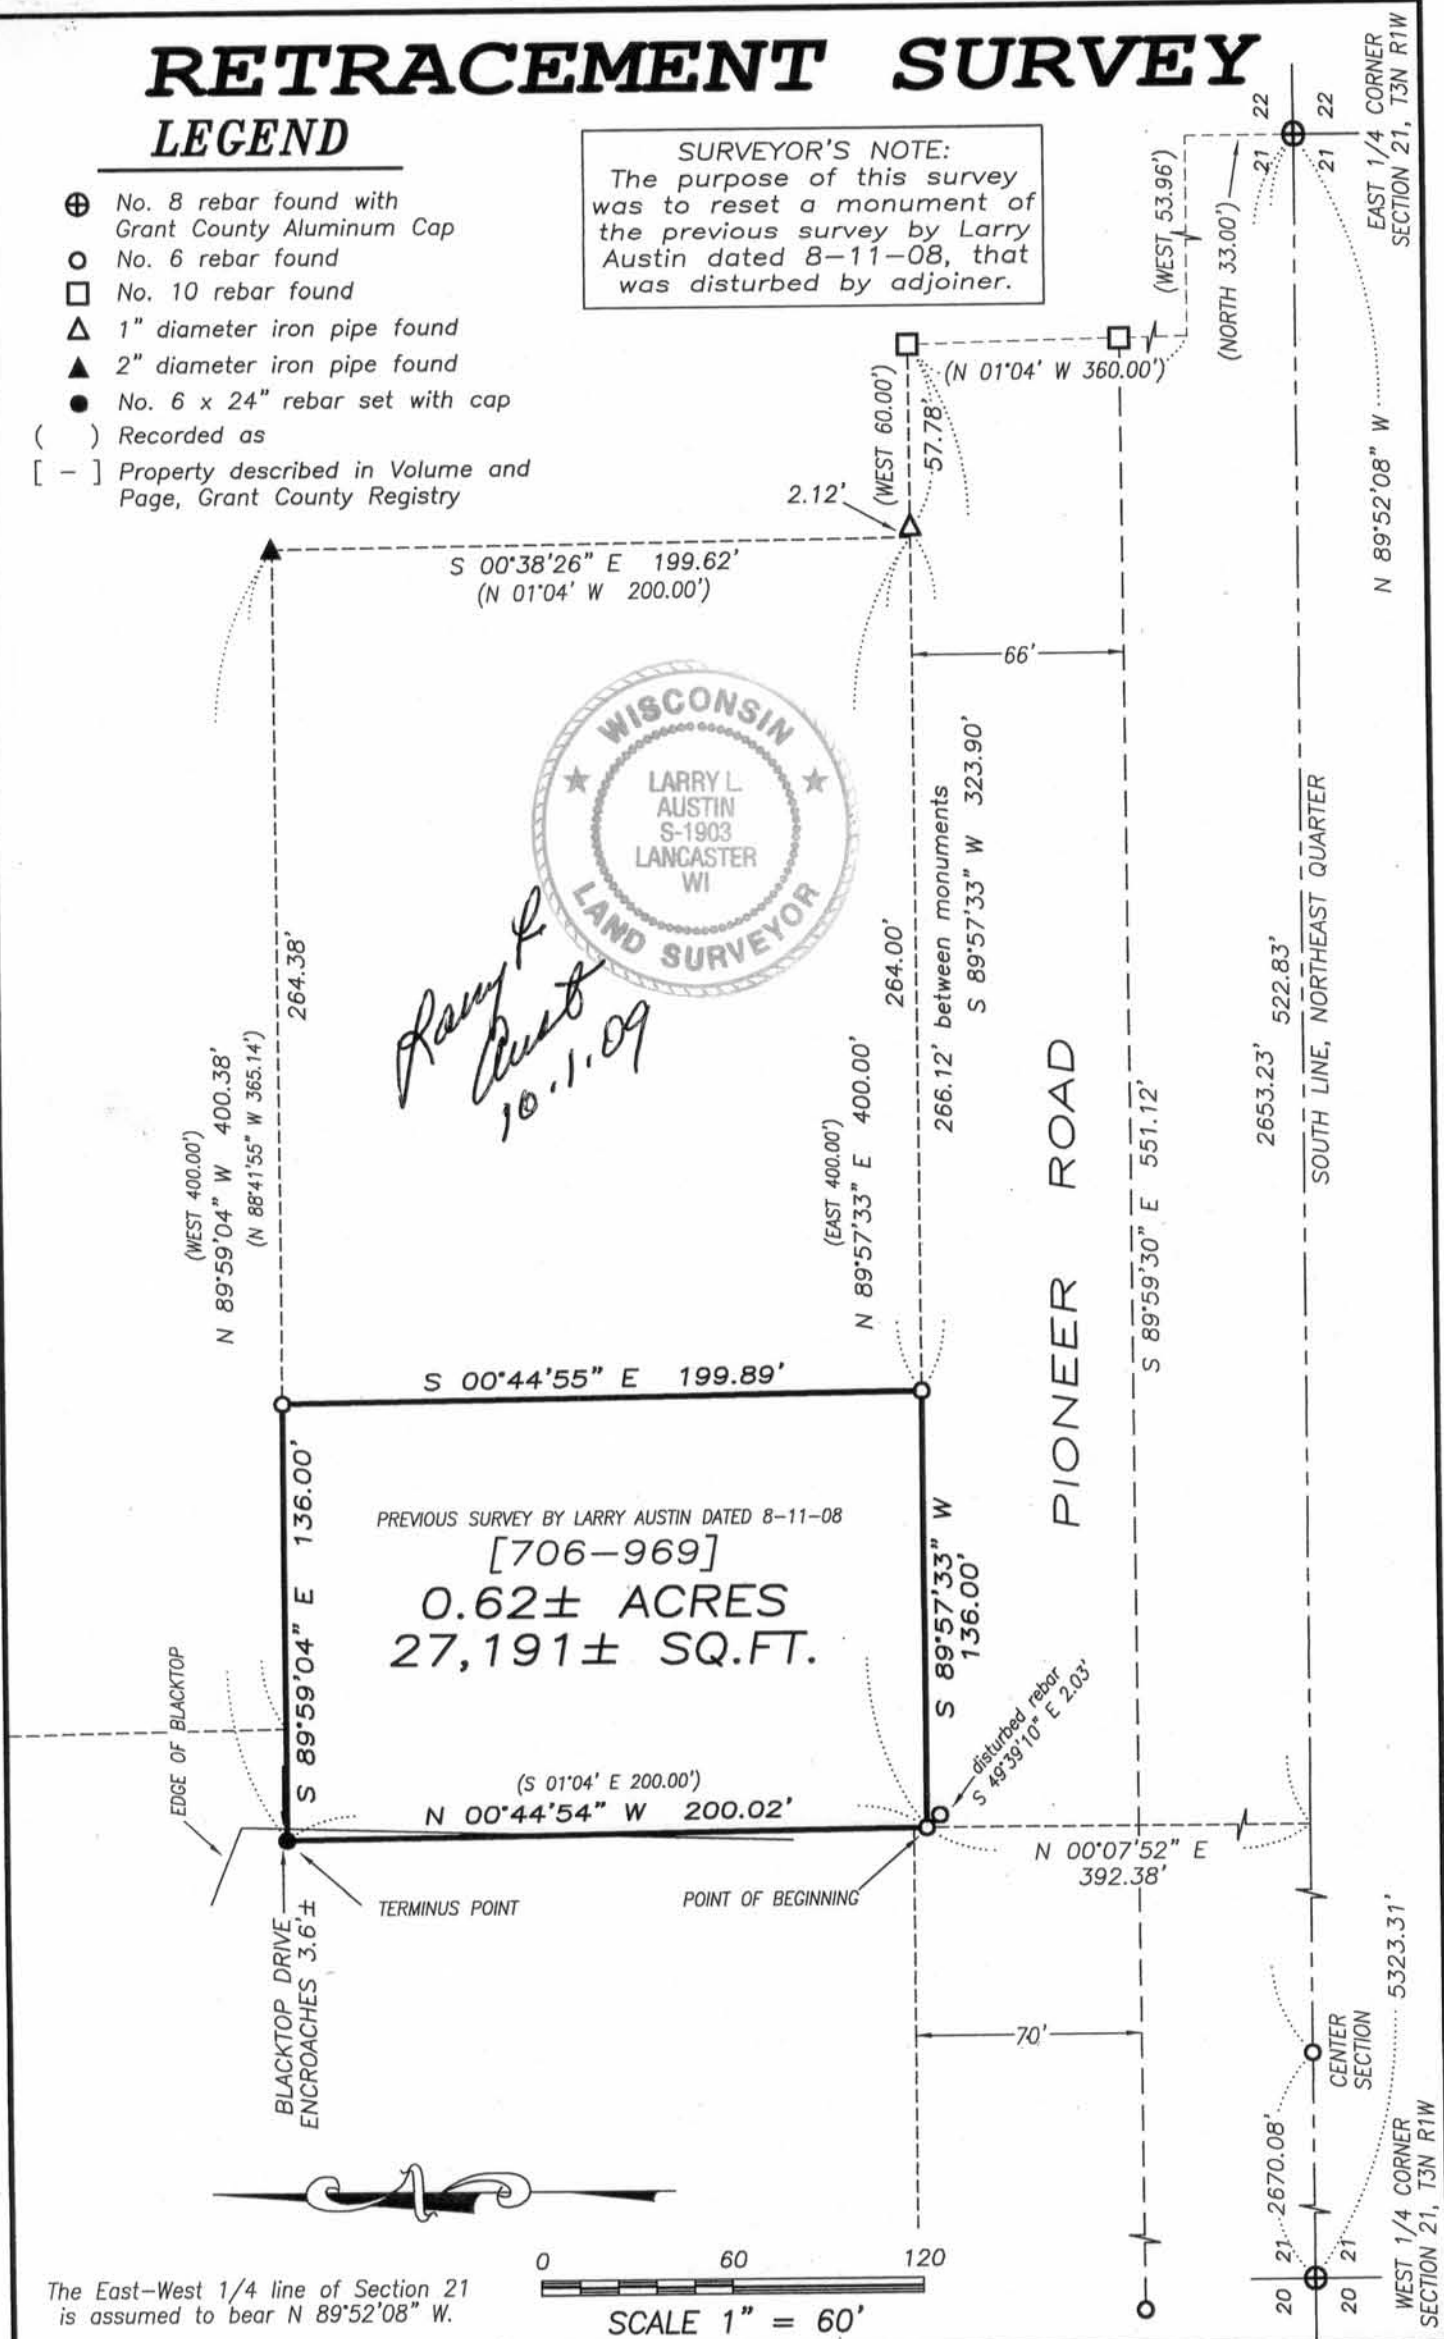 RETRACEMENT SURVEY
LEGEND
No. 8 rebar found with
Grant County Aluminum Cap
No. 6 rebar found
No. 10 rebar found
1" diameter iron pipe found
2" diameter iron pipe found
No. 6 x 24" rebar set with cap
( ) Recorded as
[ - ] Property described in Volume and
Page, Grant County Registry
SURVEYOR'S NOTE:
The purpose of this survey
was to reset a monument of
the previous survey by Larry
Austin dated 8-11-08, that
was disturbed by adjoiner.
22
22
21
21
EAST 1/4 CORNER
SECTION 21, T3N R1W
(WEST 53.96')
(NORTH 33.00')
(N 01°04' W 360.00')
(WEST 60.00')
57.78'
2.12'
N 89°52'08" W
S 00°38'26" E 199.62'
(N 01°04' W 200.00')
66'
WISCONSIN
LARRY L.
AUSTIN
S-1903
LANCASTER
WI
LAND SURVEYOR
Larry L
Aust
10.1.09
264.38'
(WEST 400.00')
N 89°59'04" W 400.38'
(N 88°41'55" W 365.14')
264.00'
(EAST 400.00')
N 89°57'33" E 400.00'
266.12' between monuments
S 89°57'33" W 323.90'
PIONEER ROAD
S 89°59'30" E 551.12'
522.83'
2653.23'
SOUTH LINE, NORTHEAST QUARTER
S 00°44'55" E 199.89'
S 89°59'04" E 136.00'
PREVIOUS SURVEY BY LARRY AUSTIN DATED 8-11-08
[706-969]
0.62± ACRES
27,191± SQ.FT.
S 89°57'33" W
136.00'
disturbed rebar
S 49°39'10" E 2.03'
EDGE OF BLACKTOP
(S 01°04' E 200.00')
N 00°44'54" W 200.02'
N 00°07'52" E
392.38'
TERMINUS POINT
POINT OF BEGINNING
BLACKTOP DRIVE
ENCROACHES 3.6'±
70'
5323.31'
CENTER
SECTION
2670.08'
WEST 1/4 CORNER
SECTION 21, T3N R1W
21
21
20
20
0 60 120
SCALE 1" = 60'
The East-West 1/4 line of Section 21
is assumed to bear N 89°52'08" W.